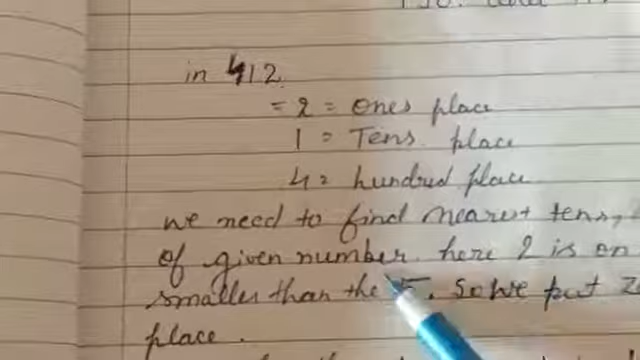 in 412
= 2 = ones place
1 = Tens place
4 = hundred place
we need to find nearest tens,
of given number. here 2 is on
smaller than the 5. So we put
place.